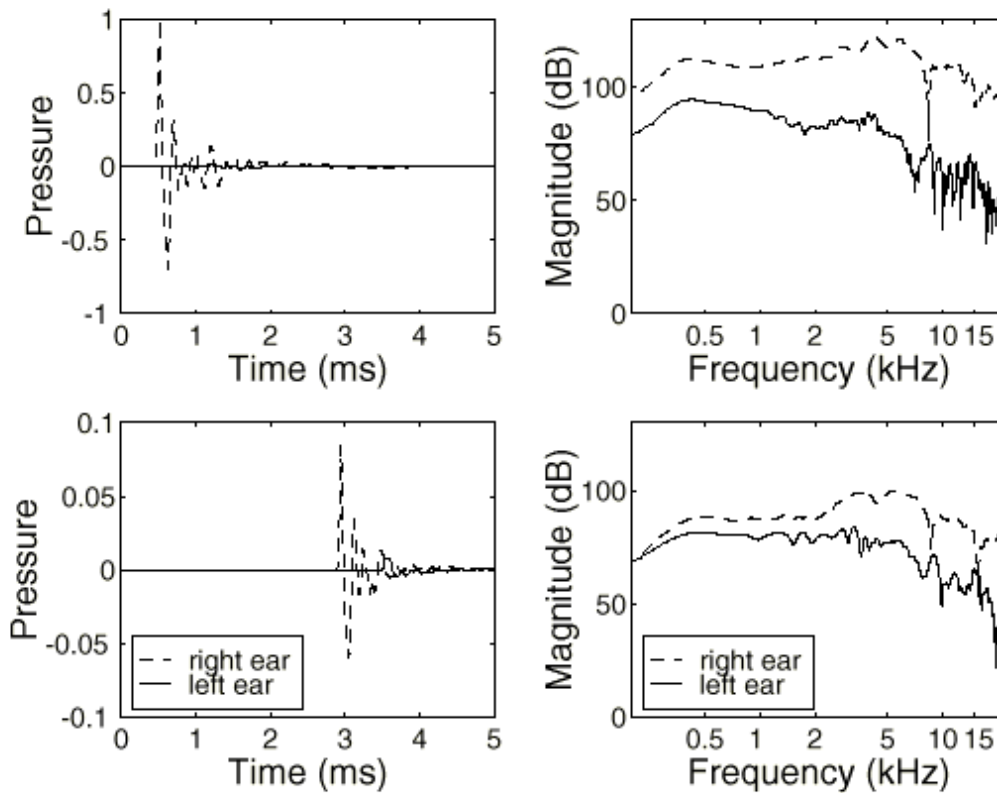 1
0.5
0
-0.5
-1
Pressure
0 1 2 3 4 5
Time (ms)
100
50
0
Magnitude (dB)
0.5 1 2 5 10 15
Frequency (kHz)
0.1
0.05
0
-0.05
-0.1
Pressure
right ear
left ear
0 1 2 3 4 5
Time (ms)
100
50
0
Magnitude (dB)
right ear
left ear
0.5 1 2 5 10 15
Frequency (kHz)